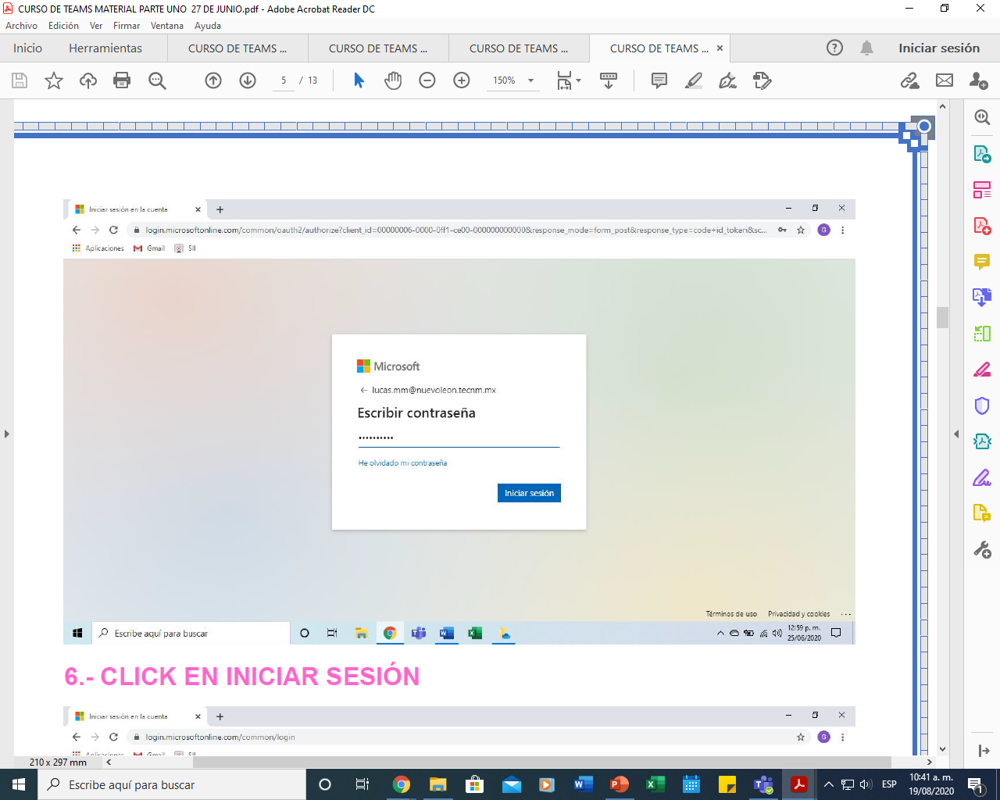 CURSO DE TEAMS MATERIAL PARTE UNO  27 DE JUNIO.pdf - Adobe Acrobat Reader DC
Archivo Edición Ver Firmar Ventana Ayuda
Inicio Herramientas CURSO DE TEAMS ... CURSO DE TEAMS ... CURSO DE TEAMS ... CURSO DE TEAMS ... Iniciar sesión
5 / 13 150%
Iniciar sesión en la cuenta
login.microsoftonline.com/common/oauth2/authorize?client_id=00000006-0000-0ff1-ce00-000000000000&response_mode=form_post&response_type=code+id_token&sc... G
Aplicaciones Gmail SII
Microsoft
lucas.mm@nuevoleon.tecnm.mx
Escribir contraseña
••••••••••
He olvidado mi contraseña
Iniciar sesión
Términos de uso Privacidad y cookies ...
Escribe aquí para buscar
12:59 p. m.
25/06/2020
6.- CLICK EN INICIAR SESIÓN
Iniciar sesión en la cuenta
login.microsoftonline.com/common/login G
Aplicaciones Gmail SII
210 x 297 mm
Escribe aquí para buscar
ESP
10:41 a. m.
19/08/2020
1